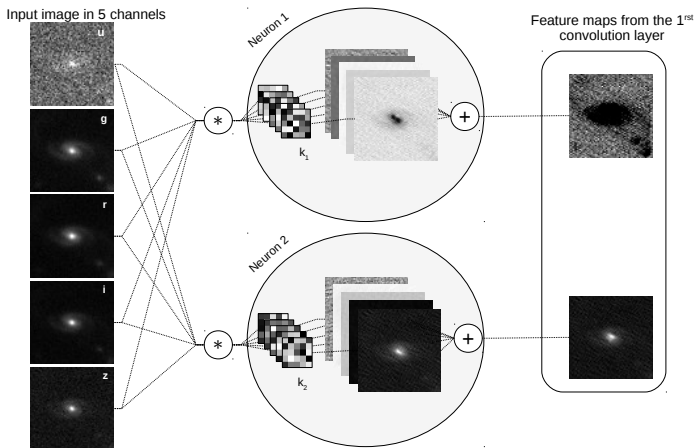 Input image in 5 channels
u
g
r
i
z
Neuron 1
*
k1
+
Neuron 2
*
k2
+
Feature maps from the 1rst
convolution layer